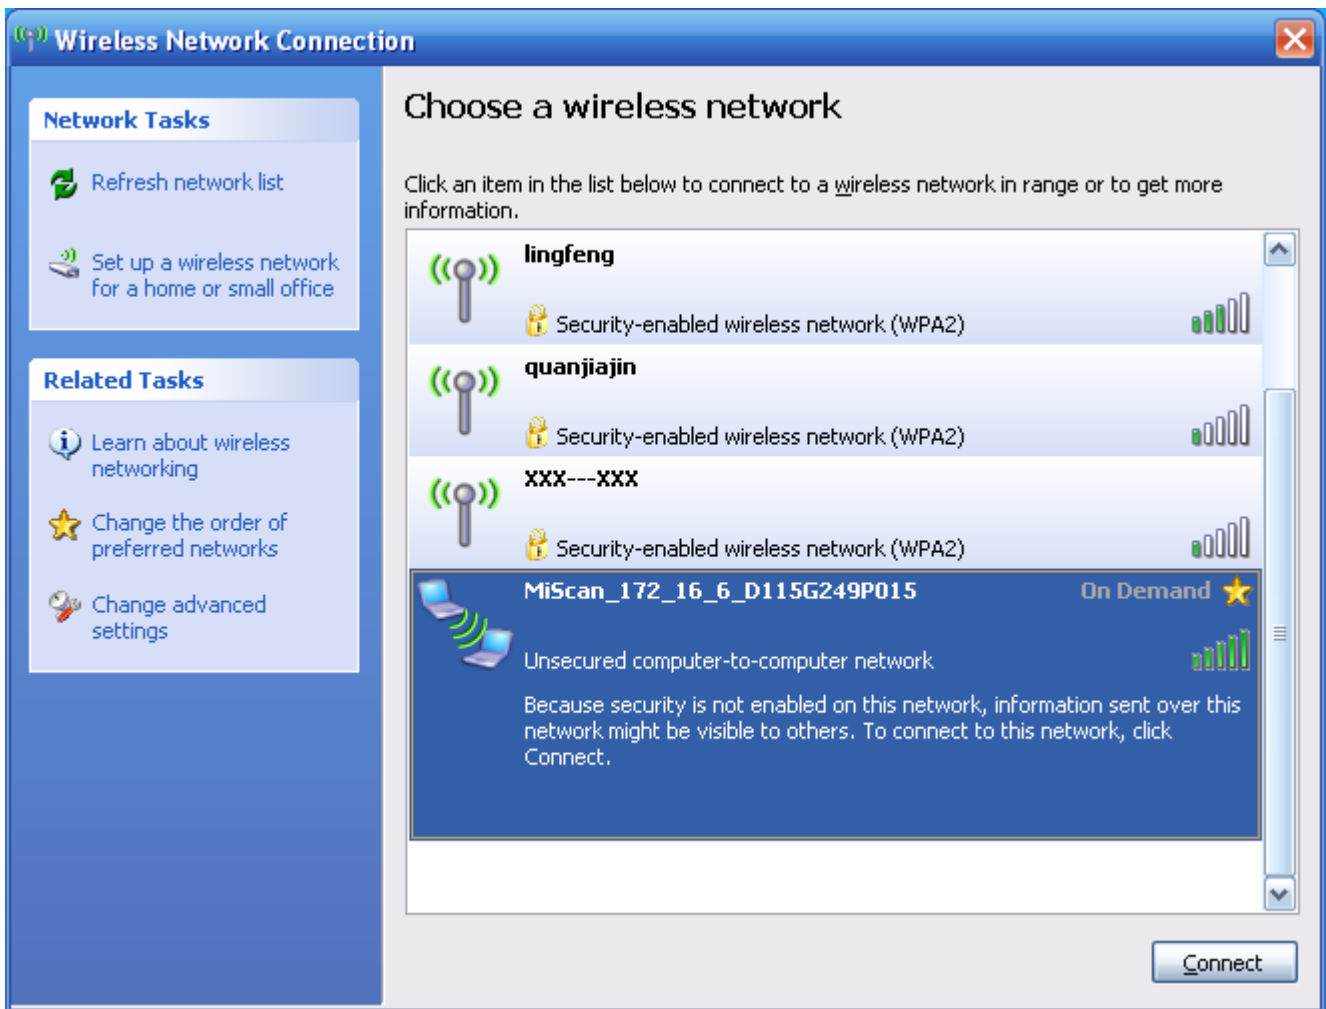 Wireless Network Connection
Network Tasks
Refresh network list
Set up a wireless network
for a home or small office
Related Tasks
Learn about wireless
networking
Change the order of
preferred networks
Change advanced
settings
Choose a wireless network
Click an item in the list below to connect to a wireless network in range or to get more
information.
lingfeng
Security-enabled wireless network (WPA2)
quanjiajin
Security-enabled wireless network (WPA2)
XXX---XXX
Security-enabled wireless network (WPA2)
MiScan_172_16_6_D115G249P015 On Demand
Unsecured computer-to-computer network
Because security is not enabled on this network, information sent over this
network might be visible to others. To connect to this network, click
Connect.
Connect